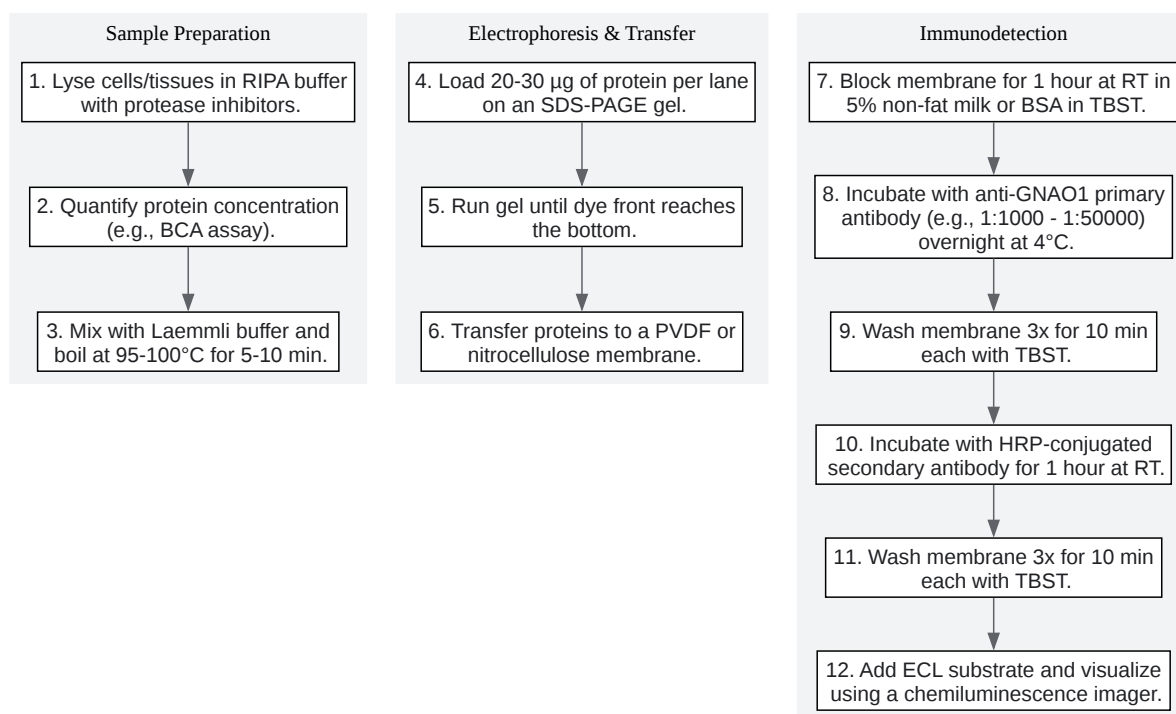 Sample Preparation
1. Lyse cells/tissues in RIPA buffer
with protease inhibitors.
2. Quantify protein concentration
(e.g., BCA assay).
3. Mix with Laemmli buffer and
boil at 95-100°C for 5-10 min.
Electrophoresis & Transfer
4. Load 20-30 µg of protein per lane
on an SDS-PAGE gel.
5. Run gel until dye front reaches
the bottom.
6. Transfer proteins to a PVDF or
nitrocellulose membrane.
Immunodetection
7. Block membrane for 1 hour at RT in
5% non-fat milk or BSA in TBST.
8. Incubate with anti-GNAO1 primary
antibody (e.g., 1:1000 - 1:50000)
overnight at 4°C.
9. Wash membrane 3x for 10 min
each with TBST.
10. Incubate with HRP-conjugated
secondary antibody for 1 hour at RT.
11. Wash membrane 3x for 10 min
each with TBST.
12. Add ECL substrate and visualize
using a chemiluminescence imager.